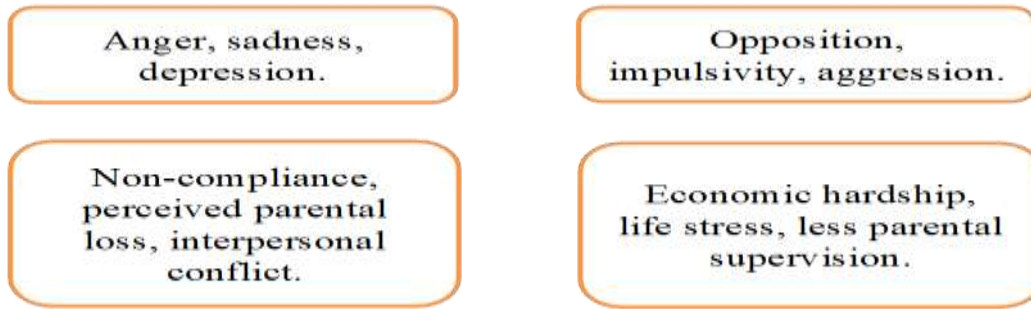 Anger, sadness,
depression.
Opposition,
impulsivity, aggression.
Non-compliance,
perceived parental
loss, interpersonal
conflict.
Economic hardship,
life stress, less parental
supervision.